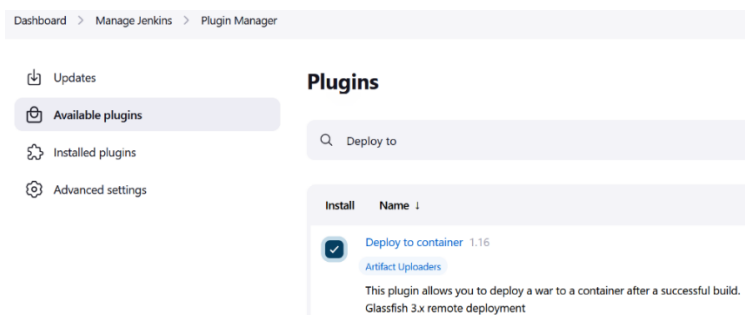 Dashboard > Manage Jenkins > Plugin Manager
Updates
Available plugins
Installed plugins
Advanced settings
Plugins
Deploy to
Install Name ↓
Deploy to container 1.16
Artifact Uploaders
This plugin allows you to deploy a war to a container after a successful build.
Glassfish 3.x remote deployment